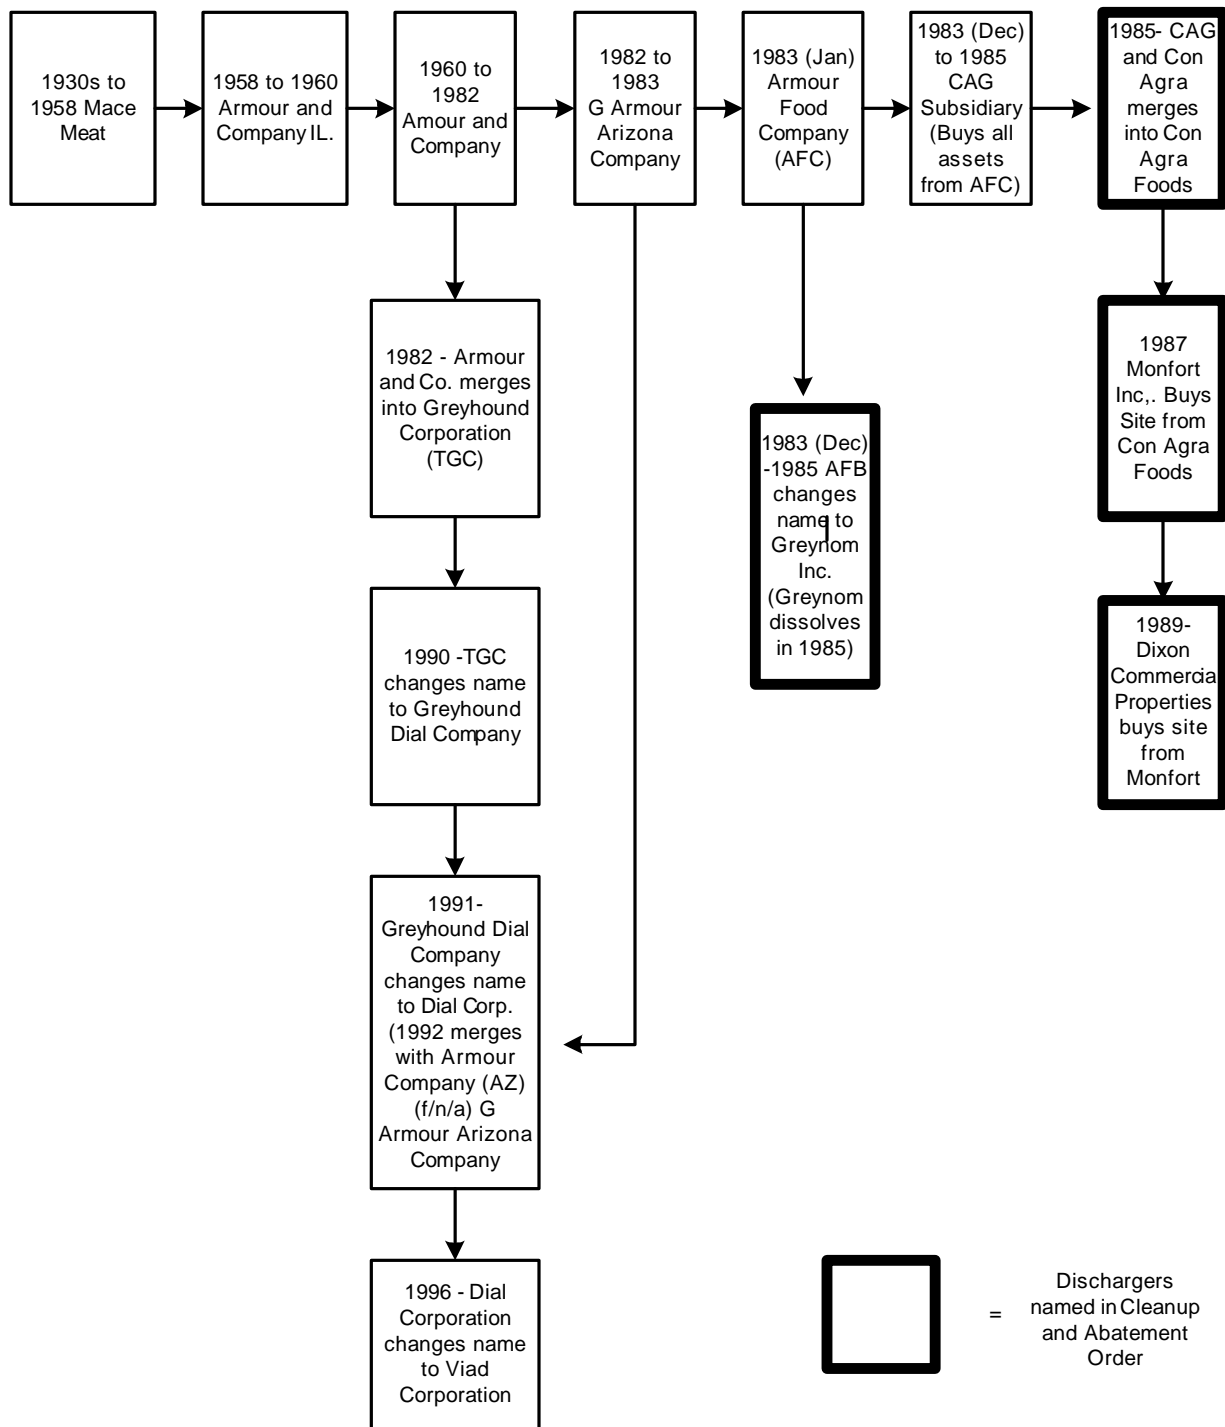 1930s to
1958 Mace
Meat
1958 to 1960
Armour and
Company IL.
1960 to
1982
Amour and
Company
1982 to
1983
G Armour
Arizona
Company
1983 (Jan)
Armour
Food
Company
(AFC)
1983 (Dec)
to 1985
CAG
Subsidiary
(Buys all
assets
from AFC)
1985- CAG
and Con
Agra
merges
into Con
Agra
Foods
1982 - Armour
and Co. merges
into Greyhound
Corporation
(TGC)
1983 (Dec)
-1985 AFB
changes
name to
Greynom
Inc.
(Greynom
dissolves
in 1985)
1987
Monfort
Inc,. Buys
Site from
Con Agra
Foods
1990 -TGC
changes name
to Greyhound
Dial Company
1989-
Dixon
Commercia
Properties
buys site
from
Monfort
1991-
Greyhound Dial
Company
changes name
to Dial Corp.
(1992 merges
with Armour
Company (AZ)
(f/n/a) G
Armour Arizona
Company
1996 - Dial
Corporation
changes name
to Viad
Corporation
=
Dischargers
named in Cleanup
and Abatement
Order